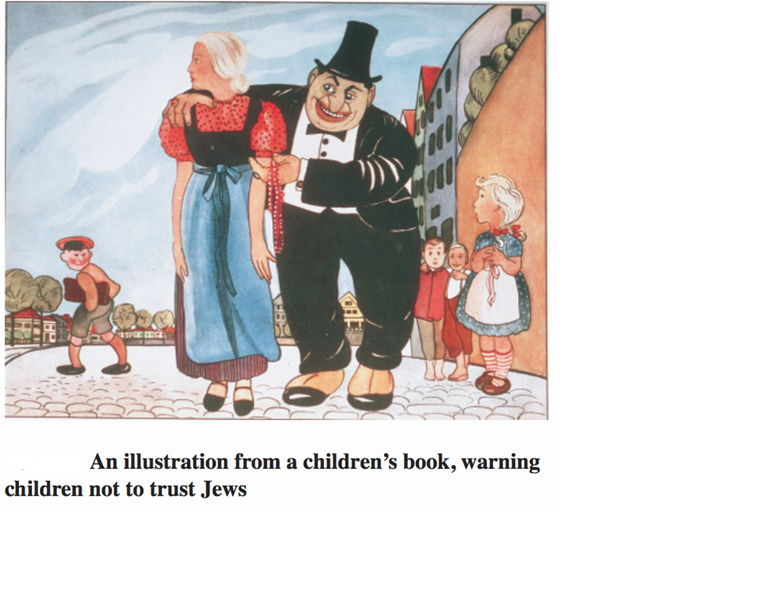 An illustration from a children’s book, warning
children not to trust Jews